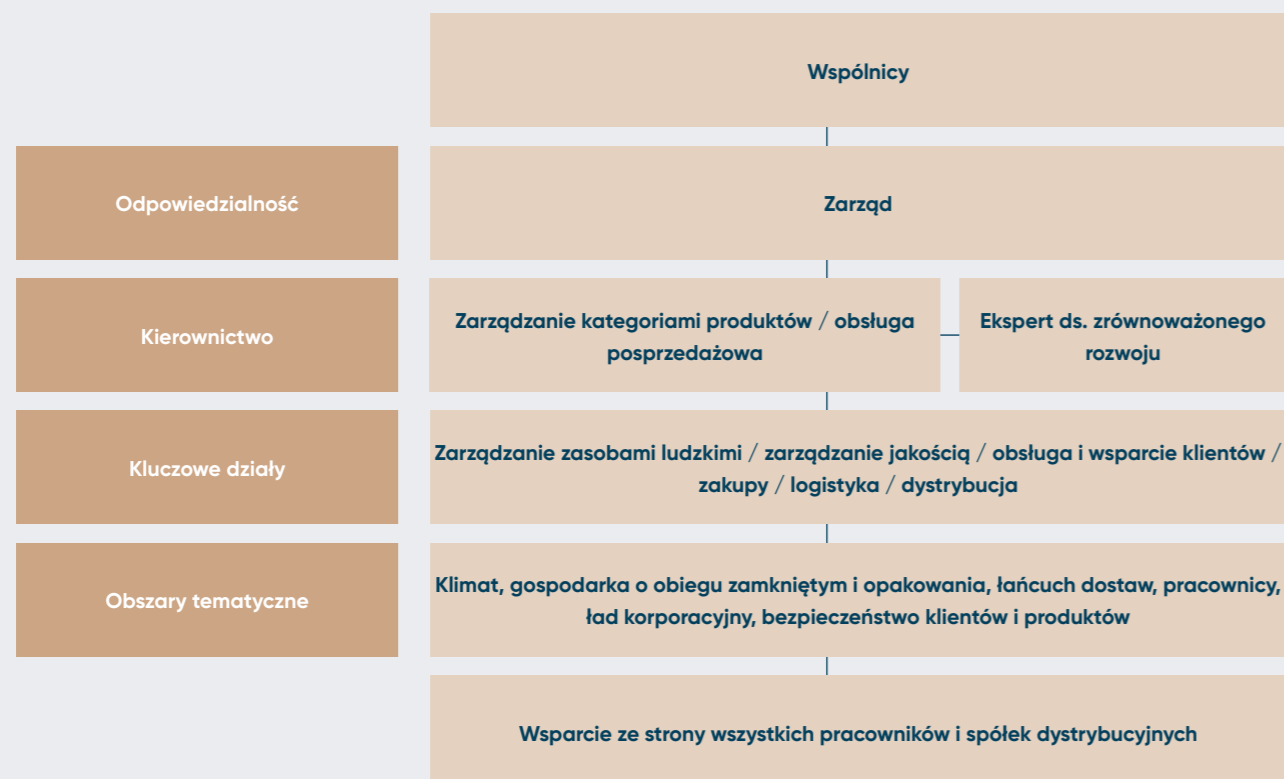 Wspólnicy
Odpowiedzialność
Zarząd
Kierownictwo
Zarządzanie kategoriami produktów / obsługa
posprzedażowa
Ekspert ds. zrównoważonego
rozwoju
Kluczowe działy
Zarządzanie zasobami ludzkimi / zarządzanie jakością / obsługa i wsparcie klientów /
zakupy / logistyka / dystrybucja
Obszary tematyczne
Klimat, gospodarka o obiegu zamkniętym i opakowania, łańcuch dostaw, pracownicy,
ład korporacyjny, bezpieczeństwo klientów i produktów
Wsparcie ze strony wszystkich pracowników i spółek dystrybucyjnych